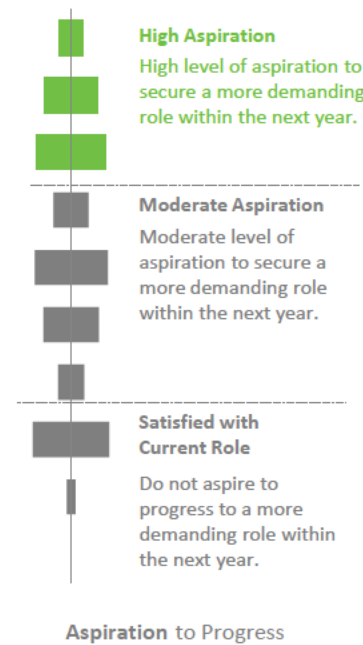 High Aspiration
High level of aspiration to
secure a more demanding
role within the next year.
Moderate Aspiration
Moderate level of
aspiration to secure a
more demanding role
within the next year.
Satisfied with
Current Role
Do not aspire to
progress to a more
demanding role within
the next year.
Aspiration to Progress